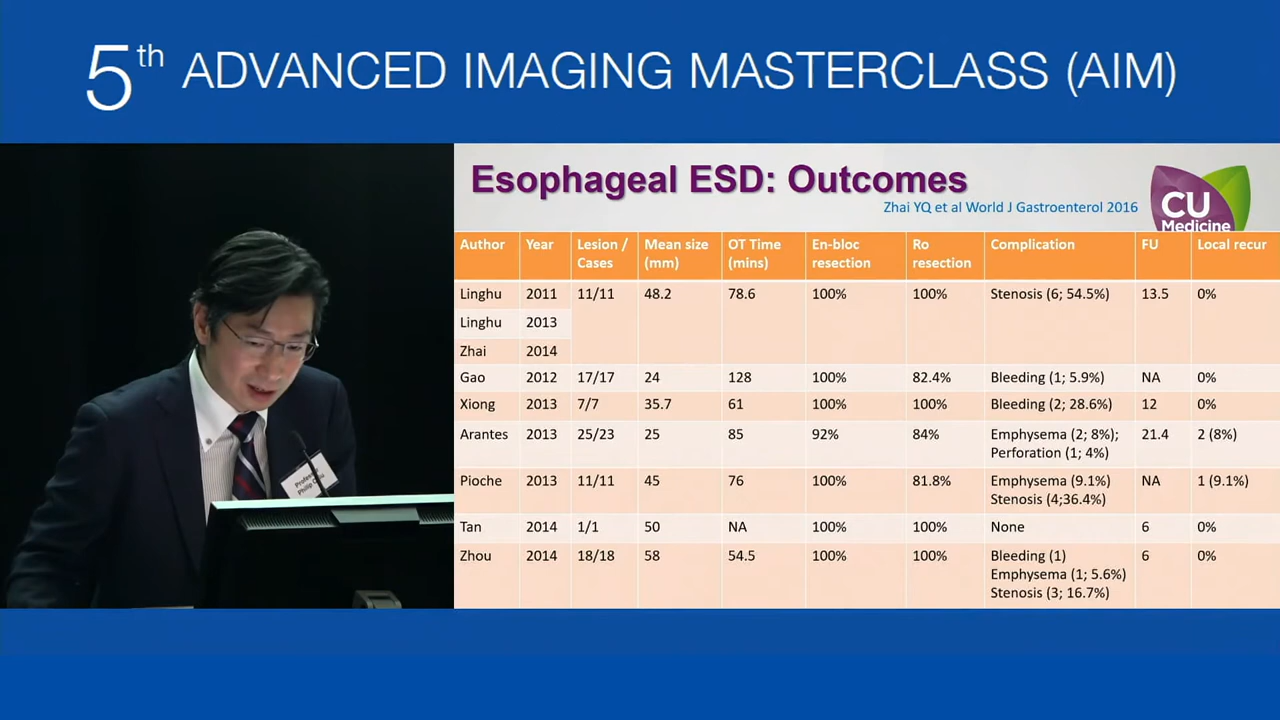 5th ADVANCED IMAGING MASTERCLASS (AIM)
Esophageal ESD: Outcomes
Zhai YQ et al World J Gastroenterol 2016
CU
Medicine
Author Year Lesion / Cases Mean size (mm) OT Time (mins) En-bloc resection Ro resection Complication FU Local recur
Linghu 2011 11/11 48.2 78.6 100% 100% Stenosis (6; 54.5%) 13.5 0%
Linghu 2013
Zhai 2014
Gao 2012 17/17 24 128 100% 82.4% Bleeding (1; 5.9%) NA 0%
Xiong 2013 7/7 35.7 61 100% 100% Bleeding (2; 28.6%) 12 0%
Arantes 2013 25/23 25 85 92% 84% Emphysema (2; 8%); 21.4 2 (8%)
Perforation (1; 4%)
Pioche 2013 11/11 45 76 100% 81.8% Emphysema (9.1%) NA 1 (9.1%)
Stenosis (4;36.4%)
Tan 2014 1/1 50 NA 100% 100% None 6 0%
Zhou 2014 18/18 58 54.5 100% 100% Bleeding (1) 6 0%
Emphysema (1; 5.6%)
Stenosis (3; 16.7%)
Philip